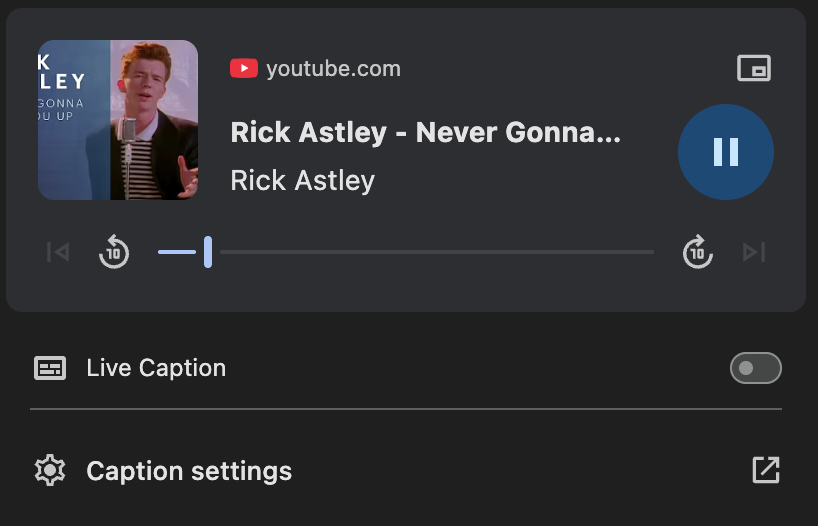 K
LEY
GONNA
OU UP
youtube.com
Rick Astley - Never Gonna...
Rick Astley
10
10
Live Caption
Caption settings